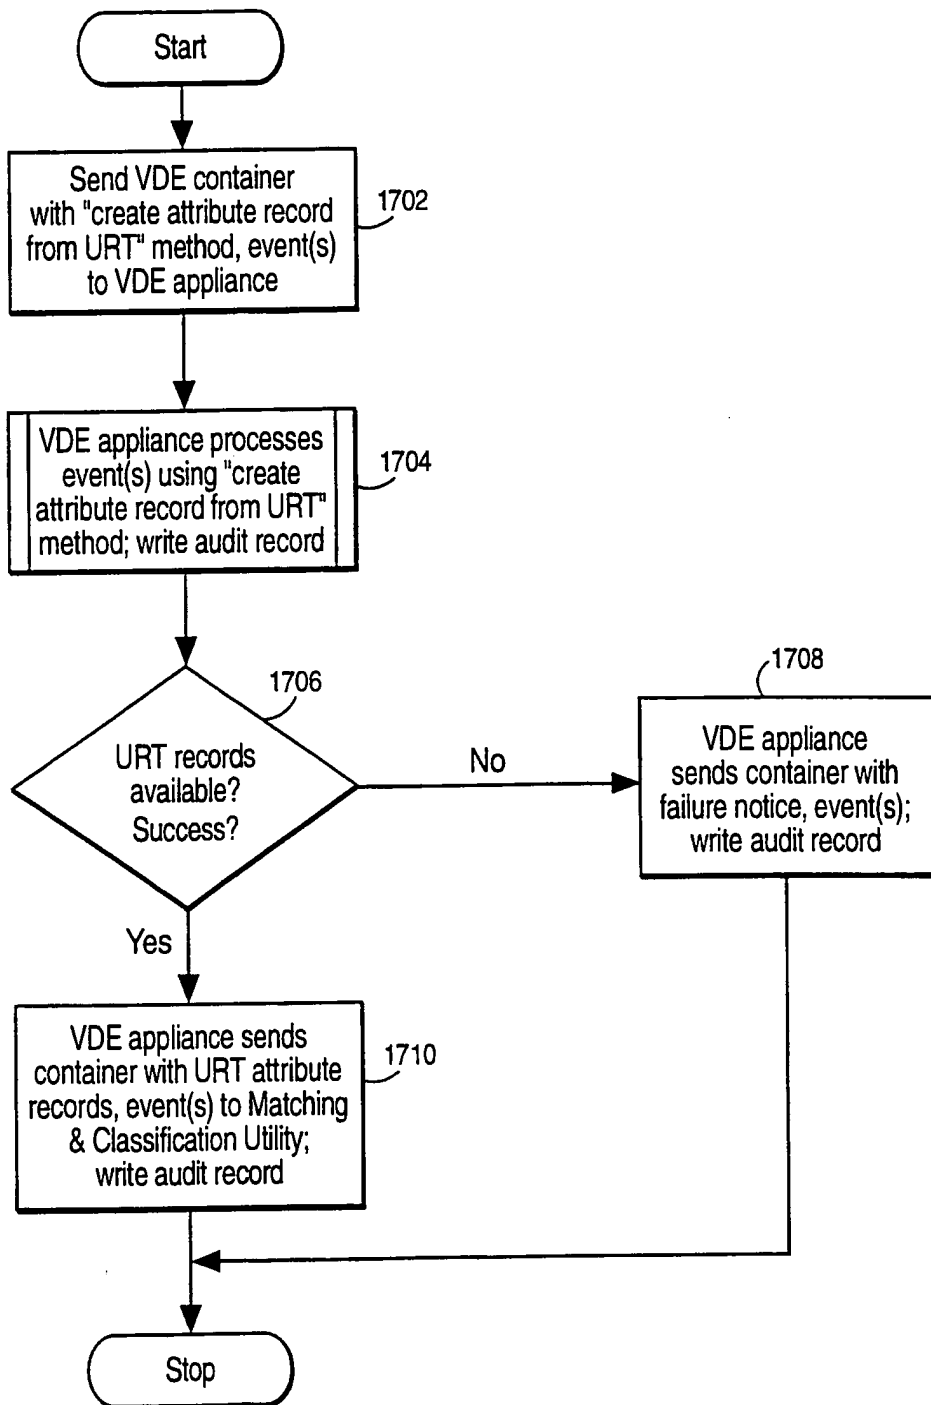 Start
Send VDE container
with "create attribute record
from URT" method, event(s)
to VDE appliance
1702
VDE appliance processes
event(s) using "create
attribute record from URT"
method; write audit record
1704
1706
URT records
available?
Success?
No
1708
VDE appliance
sends container with
failure notice, event(s);
write audit record
Yes
VDE appliance sends
container with URT attribute
records, event(s) to Matching
& Classification Utility;
write audit record
1710
Stop